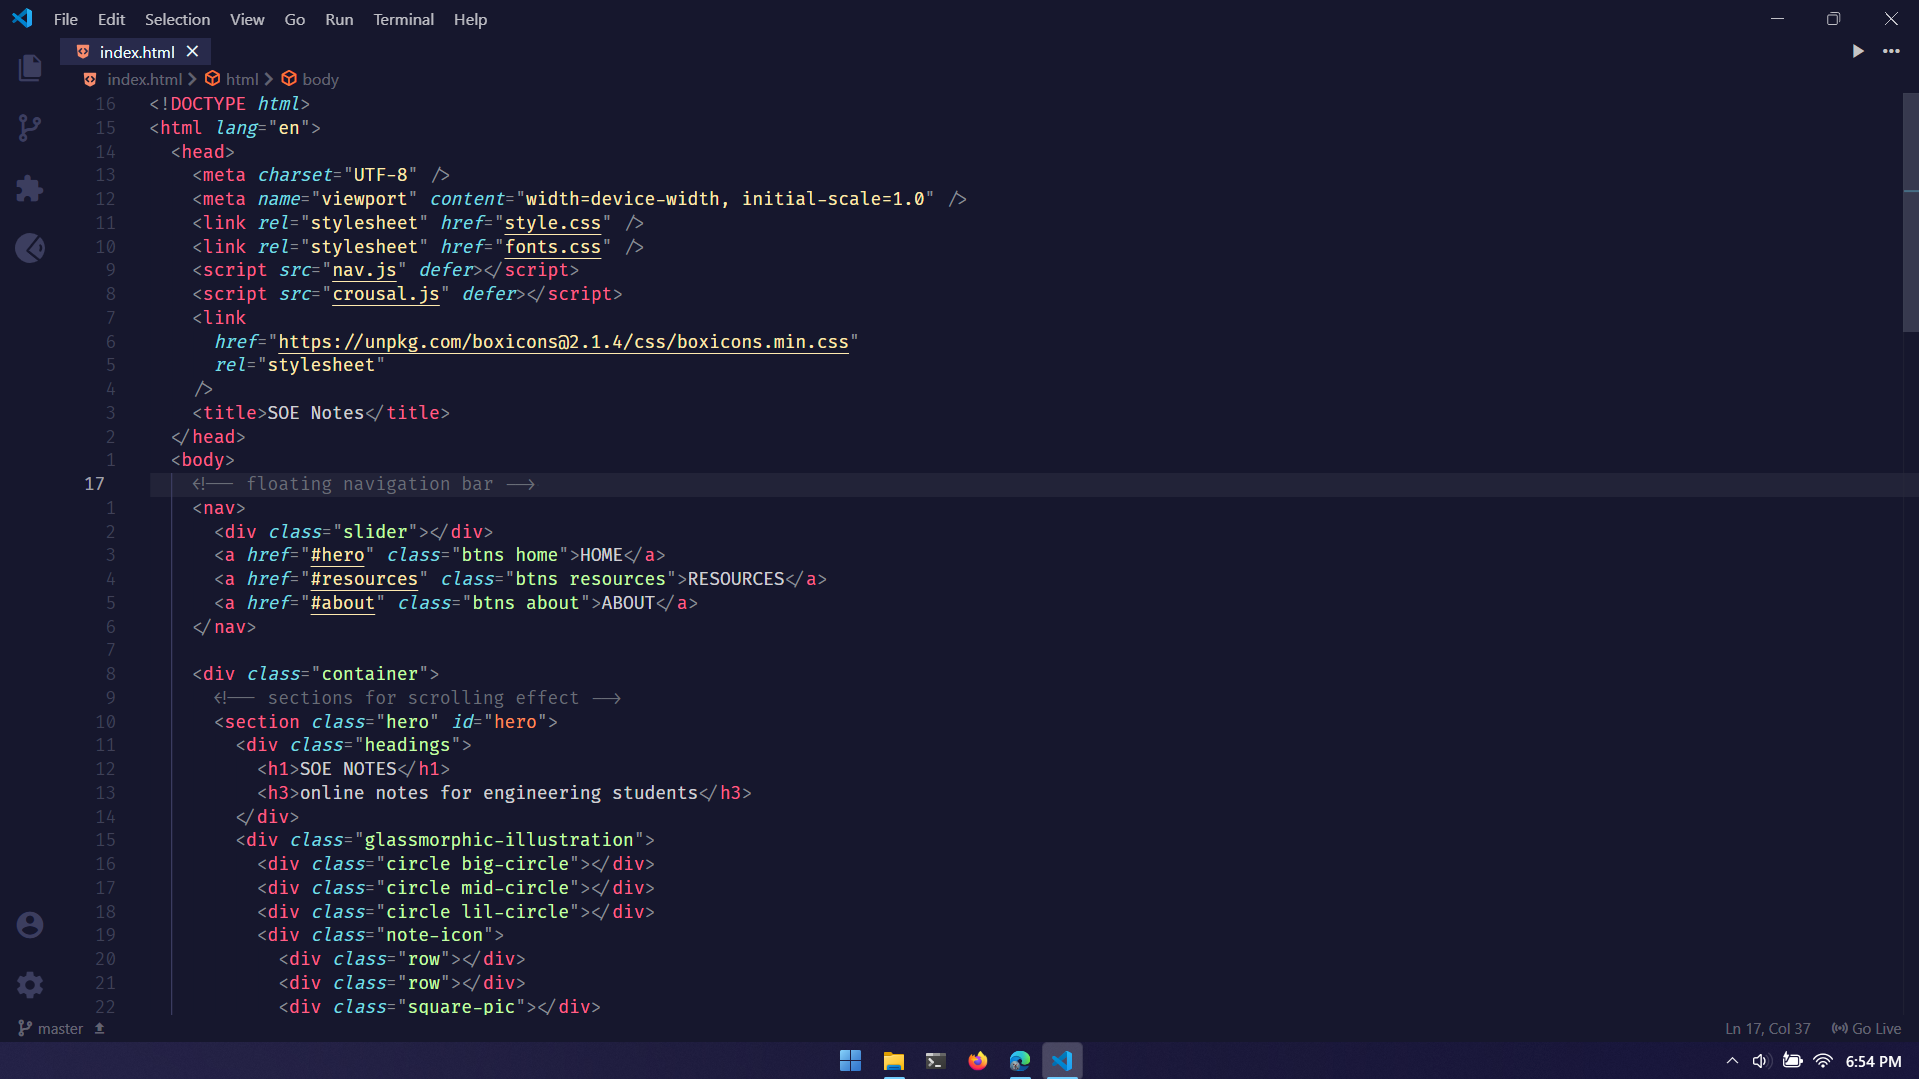 File Edit Selection View Go Run Terminal Help
index.html
index.html > html > body
16 <!DOCTYPE html>
15 <html lang="en">
14 <head>
13 <meta charset="UTF-8" />
12 <meta name="viewport" content="width=device-width, initial-scale=1.0" />
11 <link rel="stylesheet" href="style.css" />
10 <link rel="stylesheet" href="fonts.css" />
9 <script src="nav.js" defer></script>
8 <script src="crousal.js" defer></script>
7 <link
6 href="https://unpkg.com/boxicons@2.1.4/css/boxicons.min.css"
5 rel="stylesheet"
4 />
3 <title>SOE Notes</title>
2 </head>
1 <body>
17 <!-- floating navigation bar -->
1 <nav>
2 <div class="slider"></div>
3 <a href="#hero" class="btns home">HOME</a>
4 <a href="#resources" class="btns resources">RESOURCES</a>
5 <a href="#about" class="btns about">ABOUT</a>
6 </nav>
7
8 <div class="container">
9 <!-- sections for scrolling effect -->
10 <section class="hero" id="hero">
11 <div class="headings">
12 <h1>SOE NOTES</h1>
13 <h3>online notes for engineering students</h3>
14 </div>
15 <div class="glassmorphic-illustration">
16 <div class="circle big-circle"></div>
17 <div class="circle mid-circle"></div>
18 <div class="circle lil-circle"></div>
19 <div class="note-icon">
20 <div class="row"></div>
21 <div class="row"></div>
22 <div class="square-pic"></div>
master Ln 17, Col 37 Go Live
6:54 PM